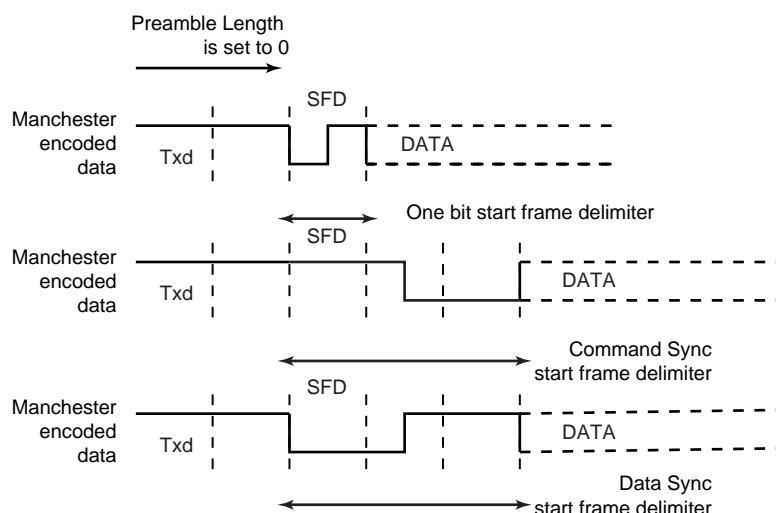 Preamble Length
is set to 0
SFD
Manchester
encoded
data
Txd
DATA
One bit start frame delimiter
SFD
Manchester
encoded
data
Txd
DATA
Command Sync
start frame delimiter
SFD
Manchester
encoded
data
Txd
DATA
Data Sync
start frame delimiter